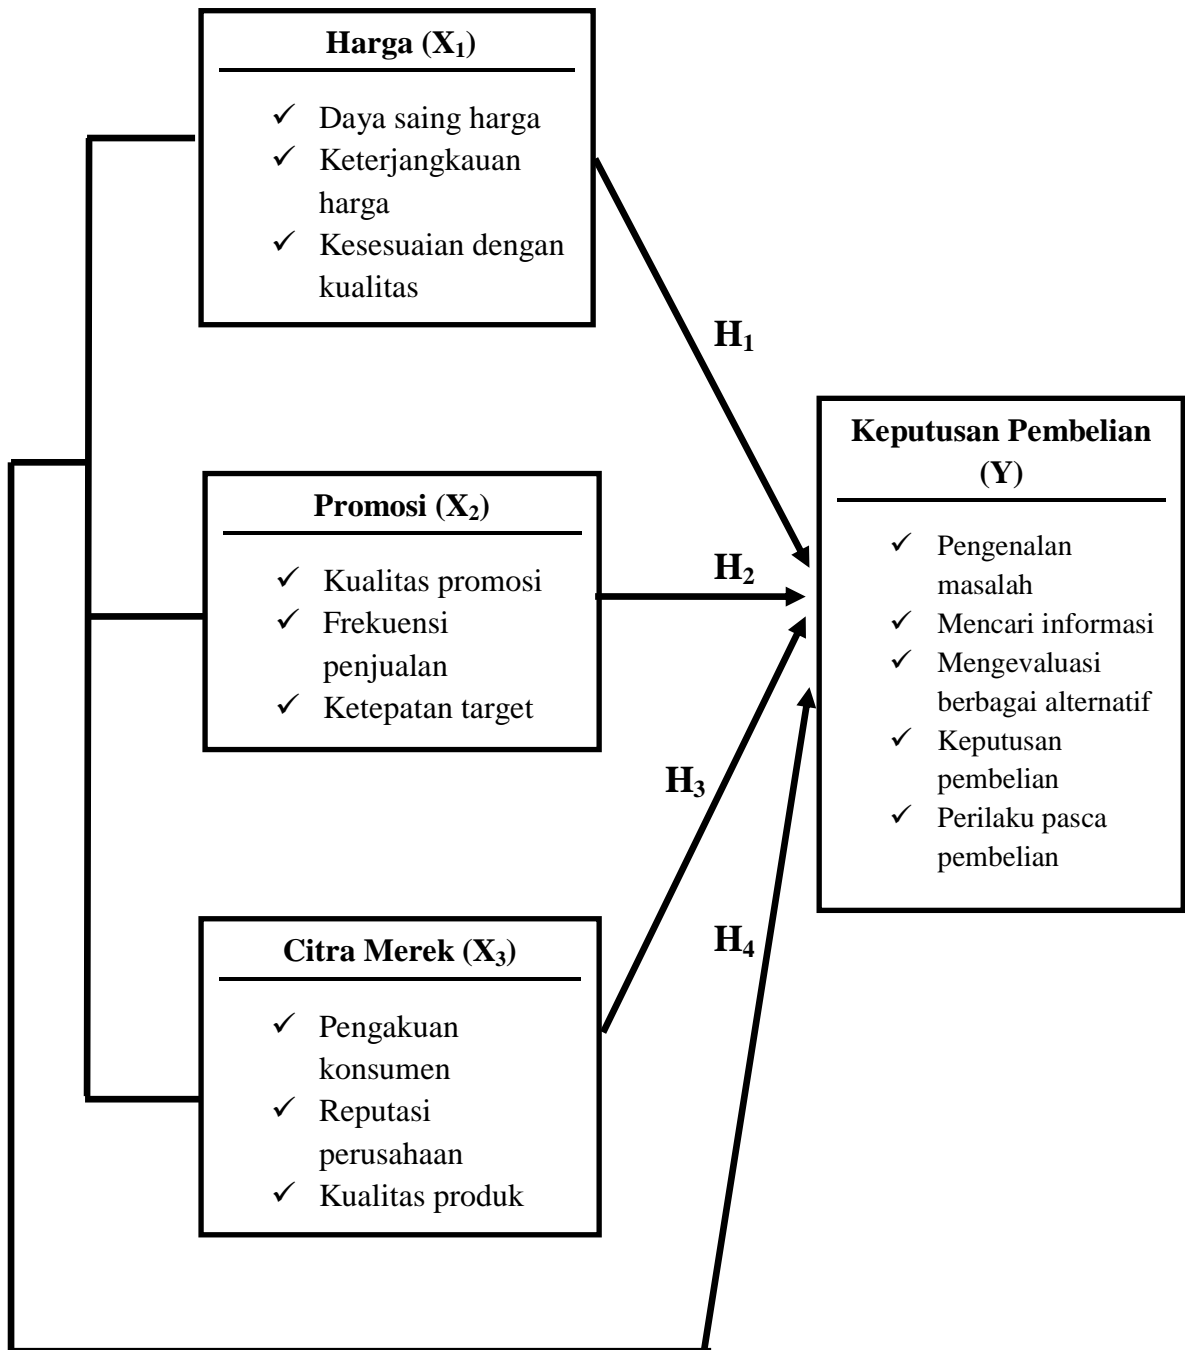 Harga (X₁)
✓ Daya saing harga
✓ Keterjangkauan
harga
✓ Kesesuaian dengan
kualitas
H₁
Keputusan Pembelian
(Y)
✓ Pengenalan
masalah
✓ Mencari informasi
✓ Mengevaluasi
berbagai alternatif
✓ Keputusan
pembelian
✓ Perilaku pasca
pembelian
Promosi (X₂)
✓ Kualitas promosi
✓ Frekuensi
penjualan
✓ Ketepatan target
H₂
H₃
Citra Merek (X₃)
✓ Pengakuan
konsumen
✓ Reputasi
perusahaan
✓ Kualitas produk
H₄